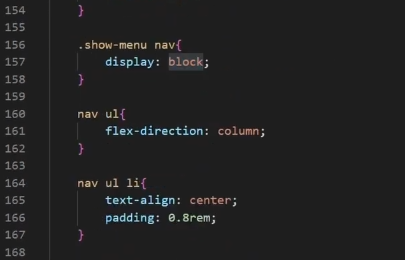 154 }
155
156 .show-menu nav{
157 display: block;
158 }
159
160 nav ul{
161 flex-direction: column;
162 }
163
164 nav ul li{
165 text-align: center;
166 padding: 0.8rem;
167 }
168